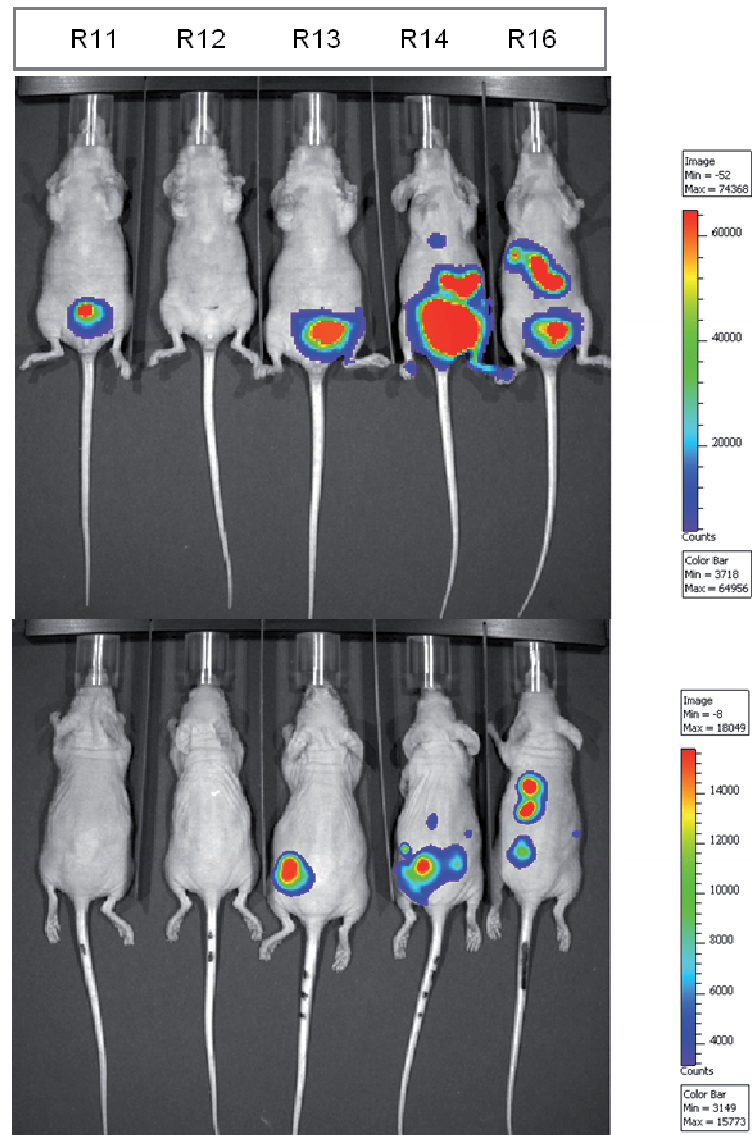 R11 R12 R13 R14 R16
Image
Min = -52
Max = 74368
60000
40000
20000
Counts
Color Bar
Min = 3718
Max = 64956
Image
Min = -8
Max = 18049
14000
12000
10000
8000
6000
4000
Counts
Color Bar
Min = 3149
Max = 15773